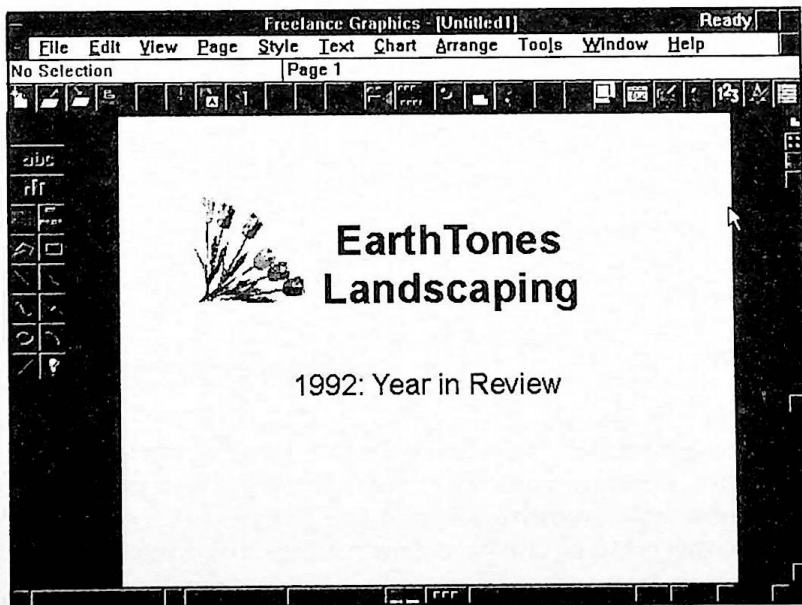 Freelance Graphics - [Untitled1] Ready
File Edit View Page Style Text Chart Arrange Tools Window Help
No Selection Page 1
123
abc
EarthTones
Landscaping
1992: Year in Review